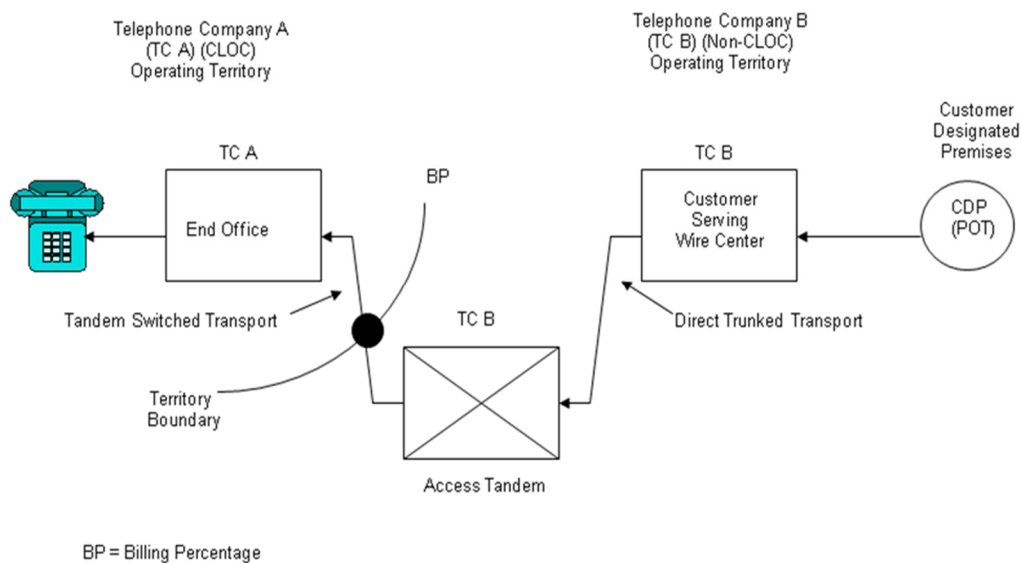 Telephone Company A
(TC A) (CLOC)
Operating Territory
Telephone Company B
(TC B) (Non-CLOC)
Operating Territory
Customer
Designated
Premises
TC A
BP
TC B
End Office
Customer
Serving
Wire Center
CDP
(POT)
Tandem Switched Transport
TC B
Direct Trunked Transport
Territory
Boundary
Access Tandem
BP = Billing Percentage